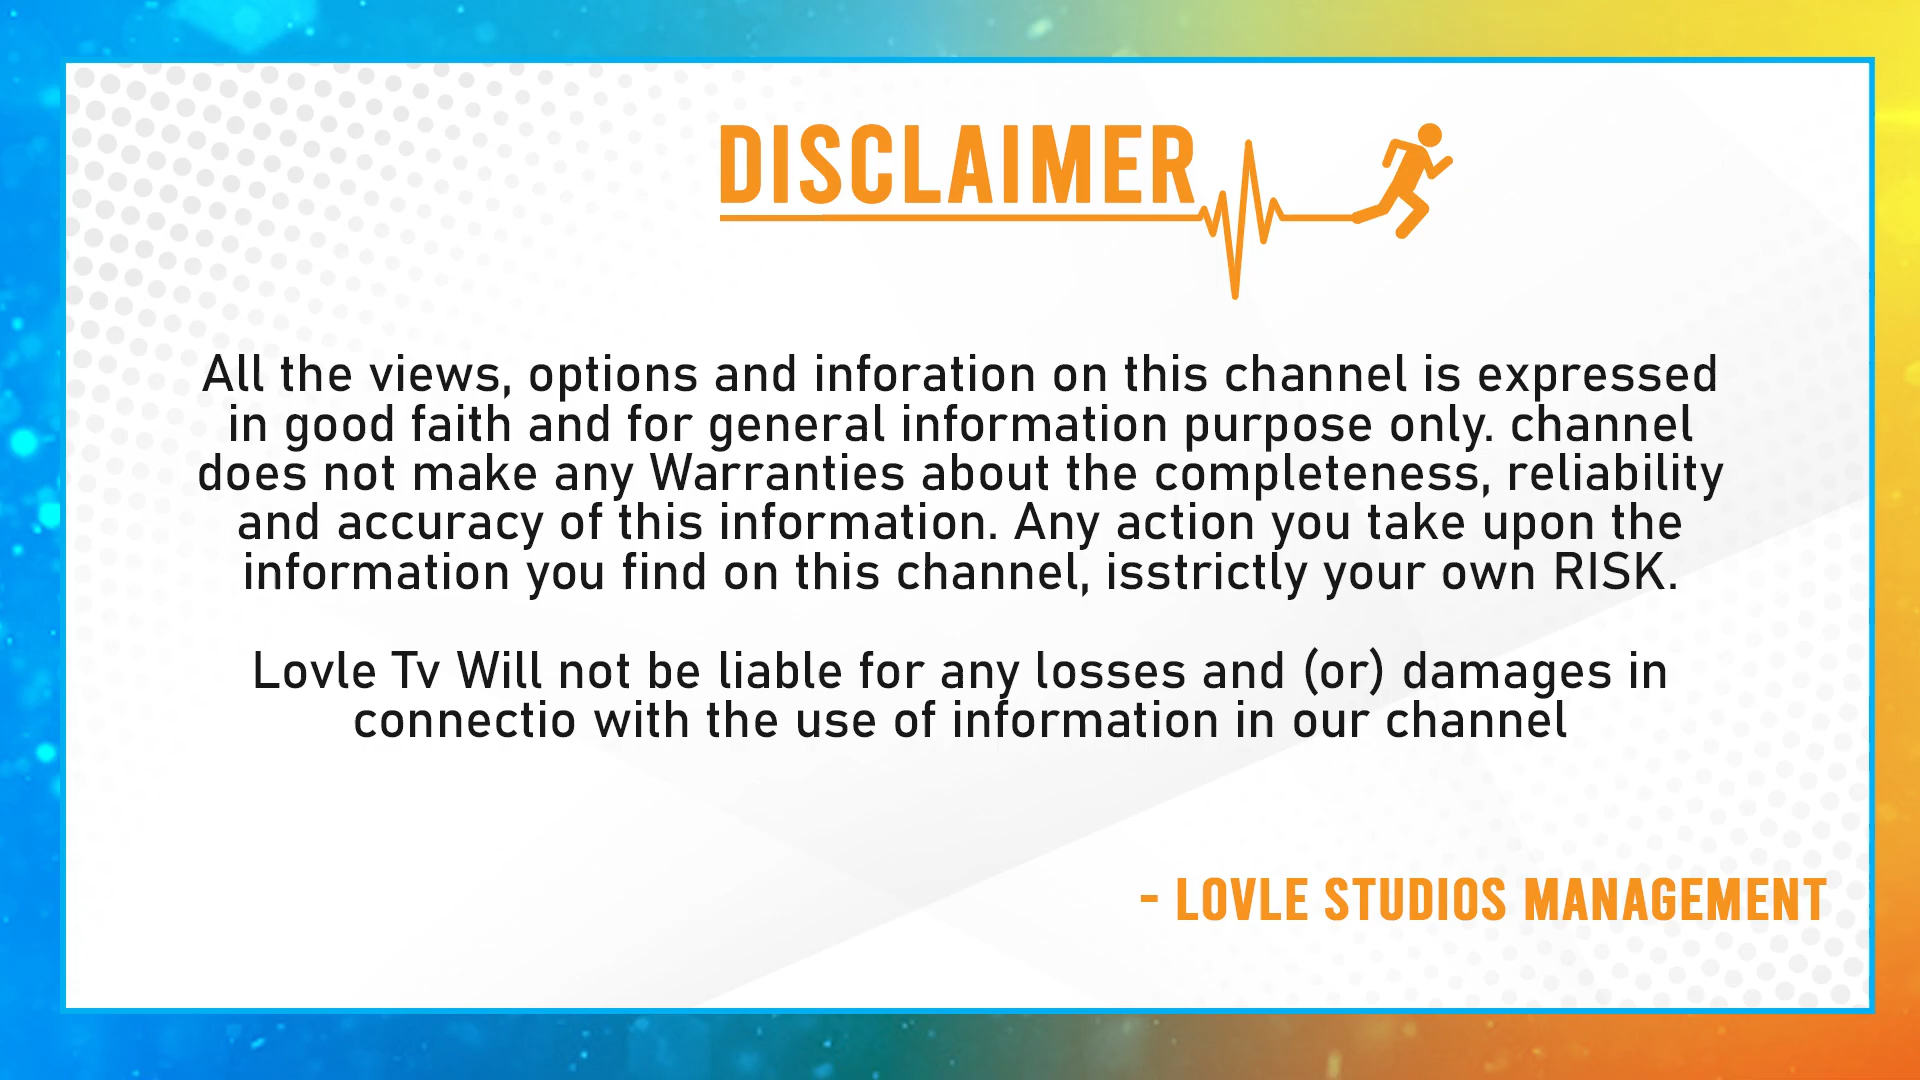 DISCLAIMER
All the views, options and inforation on this channel is expressed
in good faith and for general information purpose only. channel
does not make any Warranties about the completeness, reliability
and accuracy of this information. Any action you take upon the
information you find on this channel, isstrictly your own RISK.
Lovle Tv Will not be liable for any losses and (or) damages in
connectio with the use of information in our channel
- LOVLE STUDIOS MANAGEMENT